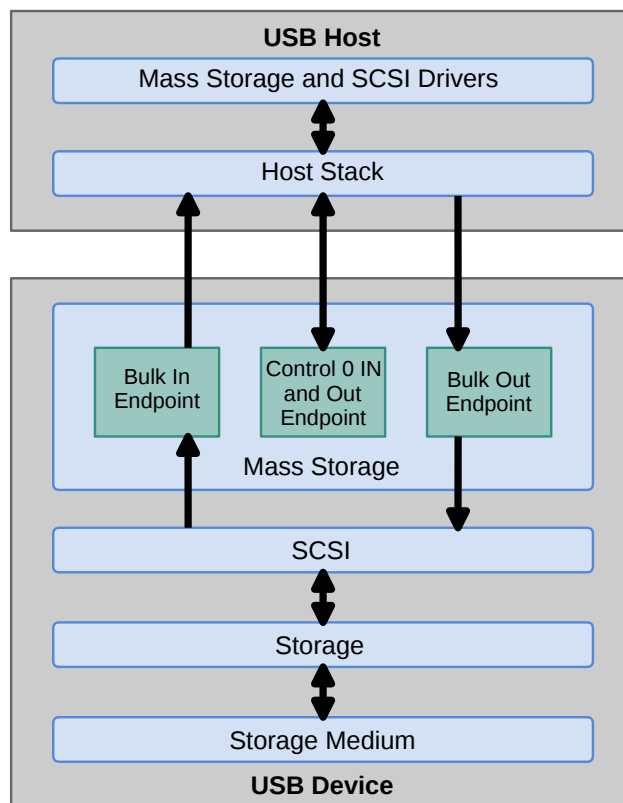 USB Host
Mass Storage and SCSI Drivers
Host Stack
Bulk In
Endpoint
Control 0 IN
and Out
Endpoint
Bulk Out
Endpoint
Mass Storage
SCSI
Storage
Storage Medium
USB Device